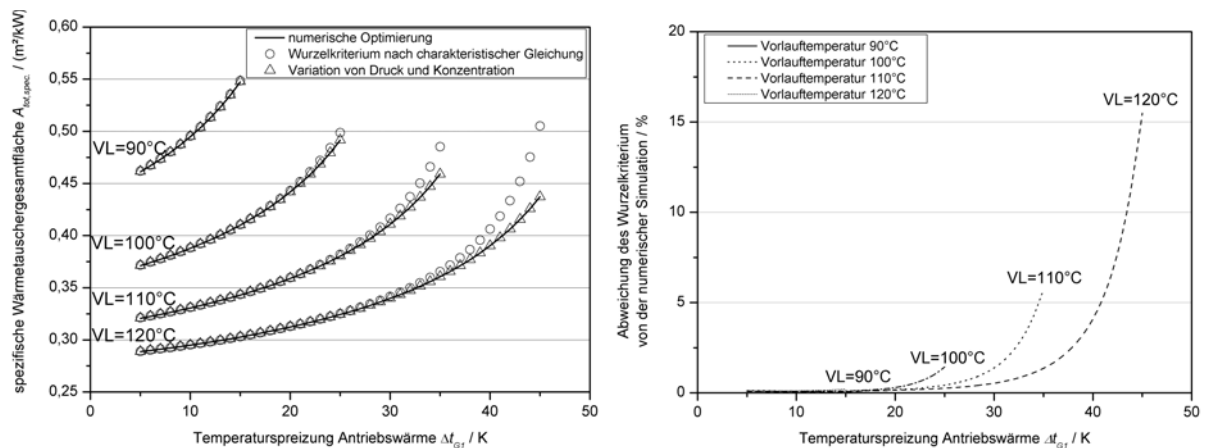 0,60
0,55
0,50
0,45
0,40
0,35
0,30
0,25
spezifische Wärmetauschergesamtfläche A_tot,spec. / (m²/kW)
numerische Optimierung
Wurzelkriterium nach charakteristischer Gleichung
Variation von Druck und Konzentration
VL=90°C
VL=100°C
VL=110°C
VL=120°C
0 10 20 30 40 50
Temperaturspreizung Antriebswärme Δt_G1 / K
20
15
10
5
0
Abweichung des Wurzelkriterium
von der numerischer Simulation / %
Vorlauftemperatur 90°C
Vorlauftemperatur 100°C
Vorlauftemperatur 110°C
Vorlauftemperatur 120°C
VL=120°C
VL=110°C
VL=100°C
VL=90°C
0 10 20 30 40 50
Temperaturspreizung Antriebswärme Δt_G1 / K